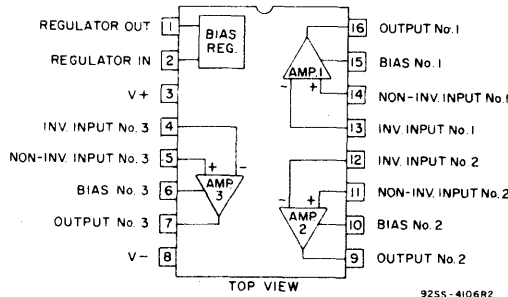 REGULATOR OUT 1
BIAS
REG.
16 OUTPUT No.1
REGULATOR IN 2
AMP.1
15 BIAS No.1
V+ 3
- +
14 NON-INV. INPUT No.1
INV. INPUT No. 3 4
13 INV. INPUT No.1
NON-INV. INPUT No. 3 5
+ -
12 INV. INPUT No. 2
BIAS No. 3 6
AMP.
3
- +
11 NON-INV. INPUT No. 2
OUTPUT No. 3 7
AMP.
2
10 BIAS No. 2
V- 8
9 OUTPUT No. 2
TOP VIEW
92SS-4106R2